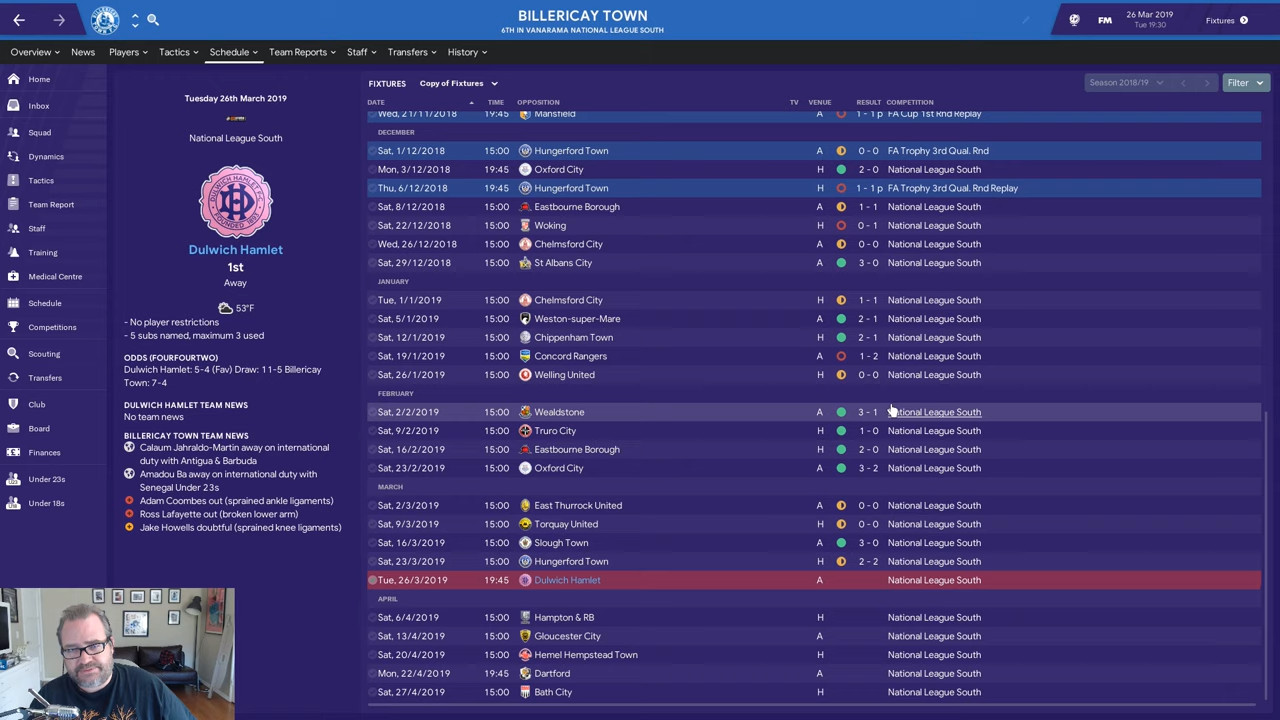 BILLERICAY TOWN
6TH IN VANARAMA NATIONAL LEAGUE SOUTH
FM
26 Mar 2019
Tue 19:30
Fixtures
Overview
News
Players
Tactics
Schedule
Team Reports
Staff
Transfers
History
Home
Inbox
Squad
Dynamics
Tactics
Team Report
Staff
Training
Medical Centre
Schedule
Competitions
Scouting
Transfers
Club
Board
Finances
Under 23s
Under 18s
Tuesday 26th March 2019
National League South
DULWICH HAMLET F.C.
Dulwich Hamlet
1st
Away
53°F
- No player restrictions
- 5 subs named, maximum 3 used
ODDS (FOURFOURTWO)
Dulwich Hamlet: 5-4 (Fav) Draw: 11-5 Billericay
Town: 7-4
DULWICH HAMLET TEAM NEWS
No team news
BILLERICAY TOWN TEAM NEWS
Calaum Jahraldo-Martin away on international
duty with Antigua & Barbuda
Amadou Ba away on international duty with
Senegal Under 23s
Adam Coombes out (sprained ankle ligaments)
Ross Lafayette out (broken lower arm)
Jake Howells doubtful (sprained knee ligaments)
FIXTURES Copy of Fixtures Season 2018/19 Filter
DATE TIME OPPOSITION TV VENUE RESULT COMPETITION
Wed, 21/11/2018 19:45 Mansfield A 1 - 1 p FA Cup 1st Rnd Replay
DECEMBER
Sat, 1/12/2018 15:00 Hungerford Town A 0 - 0 FA Trophy 3rd Qual. Rnd
Mon, 3/12/2018 19:45 Oxford City H 2 - 0 National League South
Thu, 6/12/2018 19:45 Hungerford Town H 1 - 1 p FA Trophy 3rd Qual. Rnd Replay
Sat, 8/12/2018 15:00 Eastbourne Borough A 1 - 1 National League South
Sat, 22/12/2018 15:00 Woking H 0 - 1 National League South
Wed, 26/12/2018 15:00 Chelmsford City A 0 - 0 National League South
Sat, 29/12/2018 15:00 St Albans City A 3 - 0 National League South
JANUARY
Tue, 1/1/2019 15:00 Chelmsford City H 1 - 1 National League South
Sat, 5/1/2019 15:00 Weston-super-Mare A 2 - 1 National League South
Sat, 12/1/2019 15:00 Chippenham Town H 2 - 1 National League South
Sat, 19/1/2019 15:00 Concord Rangers A 1 - 2 National League South
Sat, 26/1/2019 15:00 Welling United H 0 - 0 National League South
FEBRUARY
Sat, 2/2/2019 15:00 Wealdstone A 3 - 1 National League South
Sat, 9/2/2019 15:00 Truro City H 1 - 0 National League South
Sat, 16/2/2019 15:00 Eastbourne Borough H 2 - 0 National League South
Sat, 23/2/2019 15:00 Oxford City A 3 - 2 National League South
MARCH
Sat, 2/3/2019 15:00 East Thurrock United A 0 - 0 National League South
Sat, 9/3/2019 15:00 Torquay United H 0 - 0 National League South
Sat, 16/3/2019 15:00 Slough Town A 3 - 0 National League South
Sat, 23/3/2019 15:00 Hungerford Town H 2 - 2 National League South
Tue, 26/3/2019 19:45 Dulwich Hamlet A National League South
APRIL
Sat, 6/4/2019 15:00 Hampton & RB H National League South
Sat, 13/4/2019 15:00 Gloucester City A National League South
Sat, 20/4/2019 15:00 Hemel Hempstead Town H National League South
Mon, 22/4/2019 19:45 Dartford A National League South
Sat, 27/4/2019 15:00 Bath City H National League South